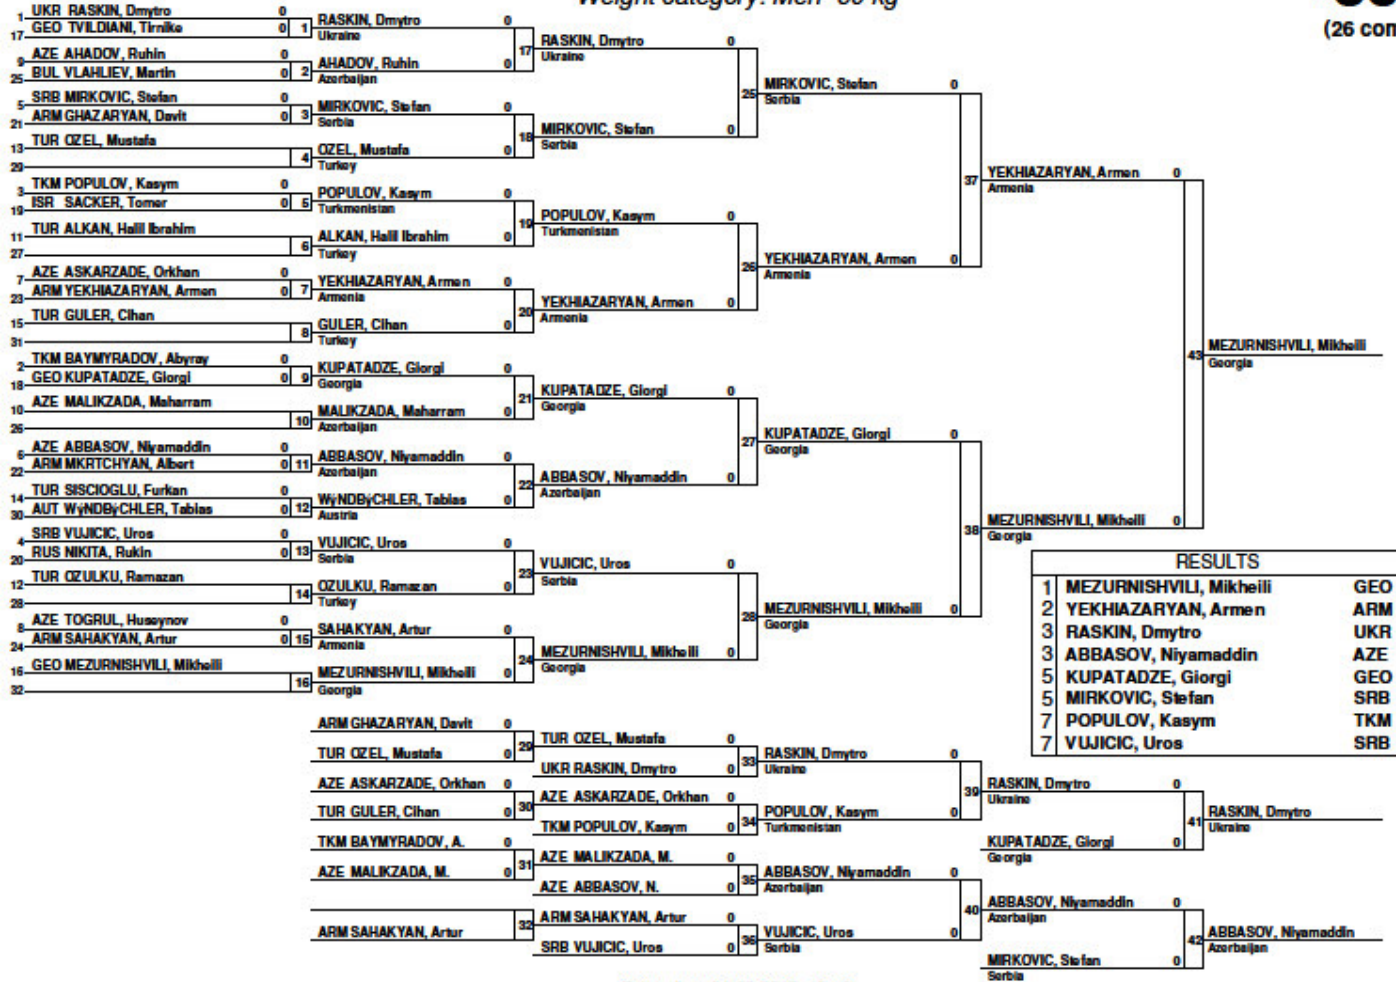 Weight category: Men
(26 con
1 UKR RASKIN, Dmytro 0
17 GEO TVILDIANI, Tirnike 0 1
RASKIN, Dmytro 0
Ukraine
9 AZE AHADOV, Ruhin 0
25 BUL VLAHLIEV, Martin 0 2
AHADOV, Ruhin 0 17
Azerbaijan
RASKIN, Dmytro 0
Ukraine
5 SRB MIRKOVIC, Stefan 0
21 ARM GHAZARYAN, Davit 0 3
MIRKOVIC, Stefan 0
Serbia
13 TUR OZEL, Mustafa
29 4
OZEL, Mustafa 0 18
Turkey
MIRKOVIC, Stefan 0 25
Serbia
MIRKOVIC, Stefan 0
Serbia
3 TKM POPULOV, Kasym 0
19 ISR SACKER, Tomer 0 5
POPULOV, Kasym 0
Turkmenistan
11 TUR ALKAN, Halil Ibrahim
27 6
ALKAN, Halil Ibrahim 0 19
Turkey
POPULOV, Kasym 0
Turkmenistan
7 AZE ASKARZADE, Orkhan 0
23 ARM YEKHIAZARYAN, Armen 0 7
YEKHIAZARYAN, Armen 0
Armenia
15 TUR GULER, Cihan
31 8
GULER, Cihan 0 20
Turkey
YEKHIAZARYAN, Armen 0 26
Armenia
YEKHIAZARYAN, Armen 0 37
Armenia
YEKHIAZARYAN, Armen 0
Armenia
2 TKM BAYMYRADOV, Abyray 0
18 GEO KUPATADZE, Giorgi 0 9
KUPATADZE, Giorgi 0
Georgia
10 AZE MALIKZADA, Maharram
26 10
MALIKZADA, Maharram 0 21
Azerbaijan
KUPATADZE, Giorgi 0
Georgia
6 AZE ABBASOV, Niyamaddin 0
22 ARM MKRTCHYAN, Albert 0 11
ABBASOV, Niyamaddin 0
Azerbaijan
14 TUR SISCIOGLU, Furkan 0
30 AUT WýNDBýCHLER, Tabias 0 12
WýNDBýCHLER, Tabias 0 22
Austria
ABBASOV, Niyamaddin 0 27
Azerbaijan
KUPATADZE, Giorgi 0
Georgia
4 SRB VUJICIC, Uros 0
20 RUS NIKITA, Rukin 0 13
VUJICIC, Uros 0
Serbia
12 TUR OZULKU, Ramazan
28 14
OZULKU, Ramazan 0 23
Turkey
VUJICIC, Uros 0
Serbia
8 AZE TOGRUL, Huseynov 0
24 ARM SAHAKYAN, Artur 0 15
SAHAKYAN, Artur 0
Armenia
16 GEO MEZURNISHVILI, Mikheili
32 16
MEZURNISHVILI, Mikheili 0 24
Georgia
MEZURNISHVILI, Mikheili 0 28
Georgia
MEZURNISHVILI, Mikheili 0 38
Georgia
MEZURNISHVILI, Mikheili 0 43
Georgia
MEZURNISHVILI, Mikheili
Georgia
RESULTS
1 MEZURNISHVILI, Mikheili GEO
2 YEKHIAZARYAN, Armen ARM
3 RASKIN, Dmytro UKR
3 ABBASOV, Niyamaddin AZE
5 KUPATADZE, Giorgi GEO
5 MIRKOVIC, Stefan SRB
7 POPULOV, Kasym TKM
7 VUJICIC, Uros SRB
ARM GHAZARYAN, Davit 0
TUR OZEL, Mustafa 0 29
TUR OZEL, Mustafa 0
UKR RASKIN, Dmytro 0 33
RASKIN, Dmytro 0
Ukraine
AZE ASKARZADE, Orkhan 0
TUR GULER, Cihan 0 30
AZE ASKARZADE, Orkhan 0
TKM POPULOV, Kasym 0 34
POPULOV, Kasym 0 39
Turkmenistan
RASKIN, Dmytro 0
Ukraine
KUPATADZE, Giorgi 0 41
Georgia
RASKIN, Dmytro
Ukraine
TKM BAYMYRADOV, A. 0
AZE MALIKZADA, M. 0 31
AZE MALIKZADA, M. 0
AZE ABBASOV, N. 0 35
ABBASOV, Niyamaddin 0
Azerbaijan
ARM SAHAKYAN, Artur 32
ARM SAHAKYAN, Artur 0
SRB VUJICIC, Uros 0 36
VUJICIC, Uros 0 40
Serbia
ABBASOV, Niyamaddin 0
Azerbaijan
MIRKOVIC, Stefan 0 42
Serbia
ABBASOV, Niyamaddin
Azerbaijan